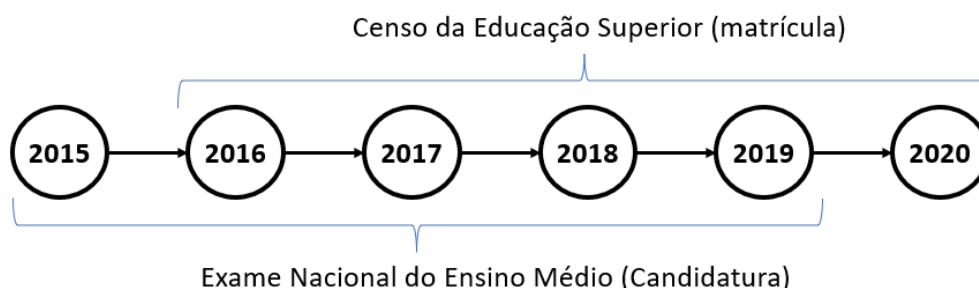 Censo da Educação Superior (matrícula)
2015 2016 2017 2018 2019 2020
Exame Nacional do Ensino Médio (Candidatura)